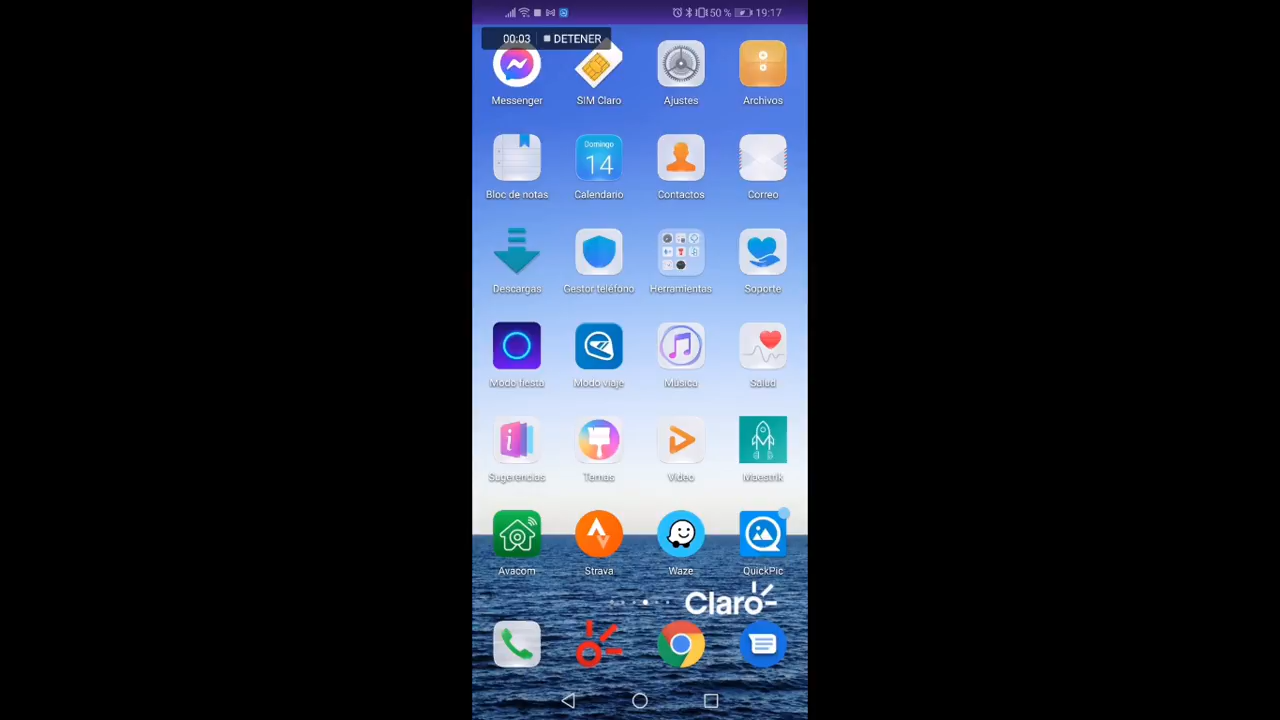 50 % 19:17
00:03 DETENER
Messenger SIM Claro Ajustes Archivos
Domingo
14
Bloc de notas Calendario Contactos Correo
Descargas Gestor teléfono Herramientas Soporte
Modo fiesta Modo viaje Música Salud
Sugerencias Temas Video Maestrik
Avacom Strava Waze QuickPic
Claro